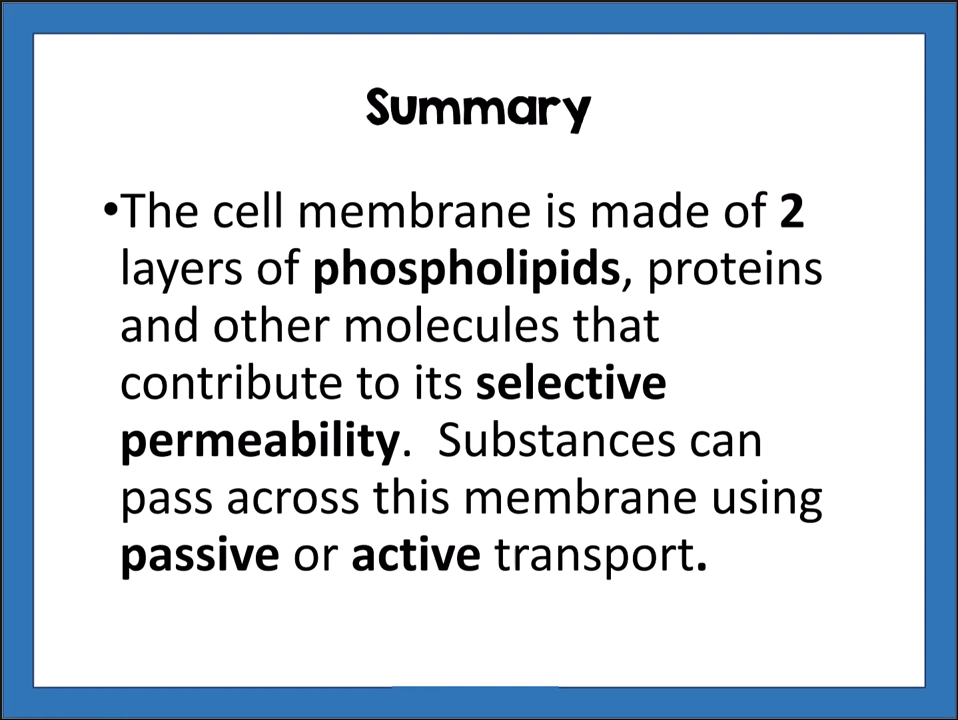 Summary
•The cell membrane is made of 2
layers of phospholipids, proteins
and other molecules that
contribute to its selective
permeability.  Substances can
pass across this membrane using
passive or active transport.